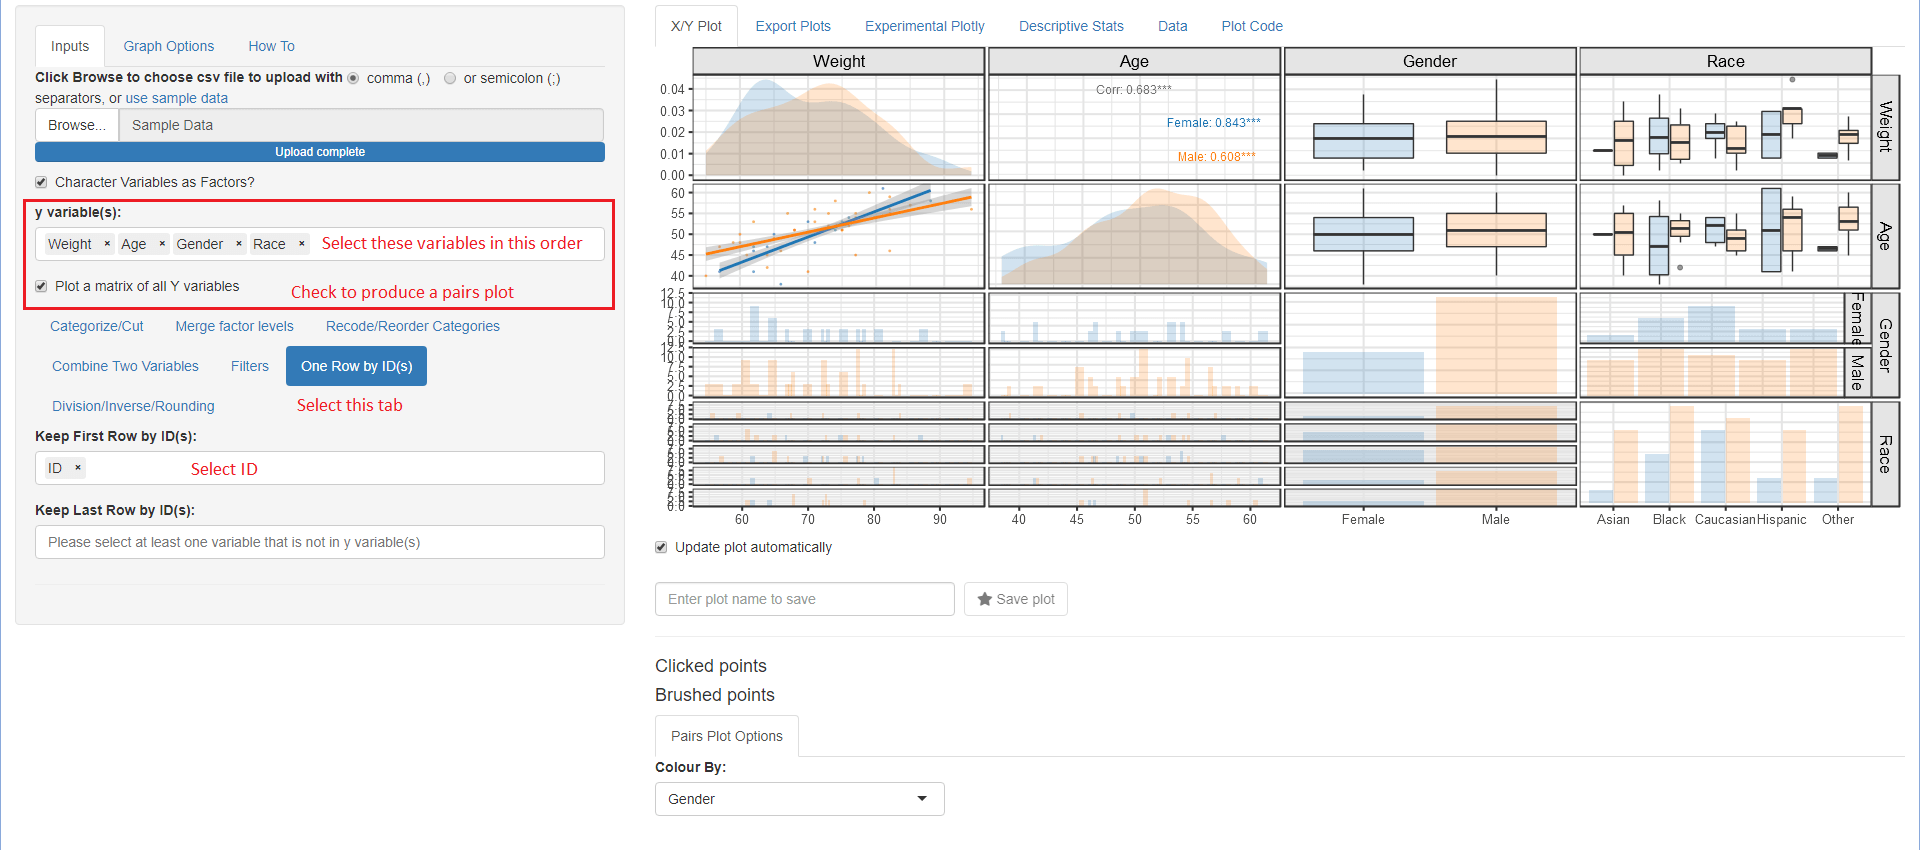 Inputs Graph Options How To
Click Browse to choose csv file to upload with comma (,) or semicolon (;)
separators, or use sample data
Browse... Sample Data
Upload complete
Character Variables as Factors?
y variable(s):
Weight × Age × Gender × Race × Select these variables in this order
Plot a matrix of all Y variables
Check to produce a pairs plot
Categorize/Cut Merge factor levels Recode/Reorder Categories
Combine Two Variables Filters One Row by ID(s)
Division/Inverse/Rounding Select this tab
Keep First Row by ID(s):
ID × Select ID
Keep Last Row by ID(s):
Please select at least one variable that is not in y variable(s)
X/Y Plot Export Plots Experimental Plotly Descriptive Stats Data Plot Code
Weight Age Gender Race
0.04
0.03
0.02
0.01
0.00
Corr: 0.683***
Female: 0.843***
Male: 0.608***
Weight
60
55
50
45
40
Age
12.5
10.0
7.5
5.0
2.5
0.0
Female
Gender
12.5
10.0
7.5
5.0
2.5
0.0
Male
Race
60 70 80 90
40 45 50 55 60
Female Male
Asian Black Caucasian Hispanic Other
Update plot automatically
Enter plot name to save Save plot
Clicked points
Brushed points
Pairs Plot Options
Colour By:
Gender